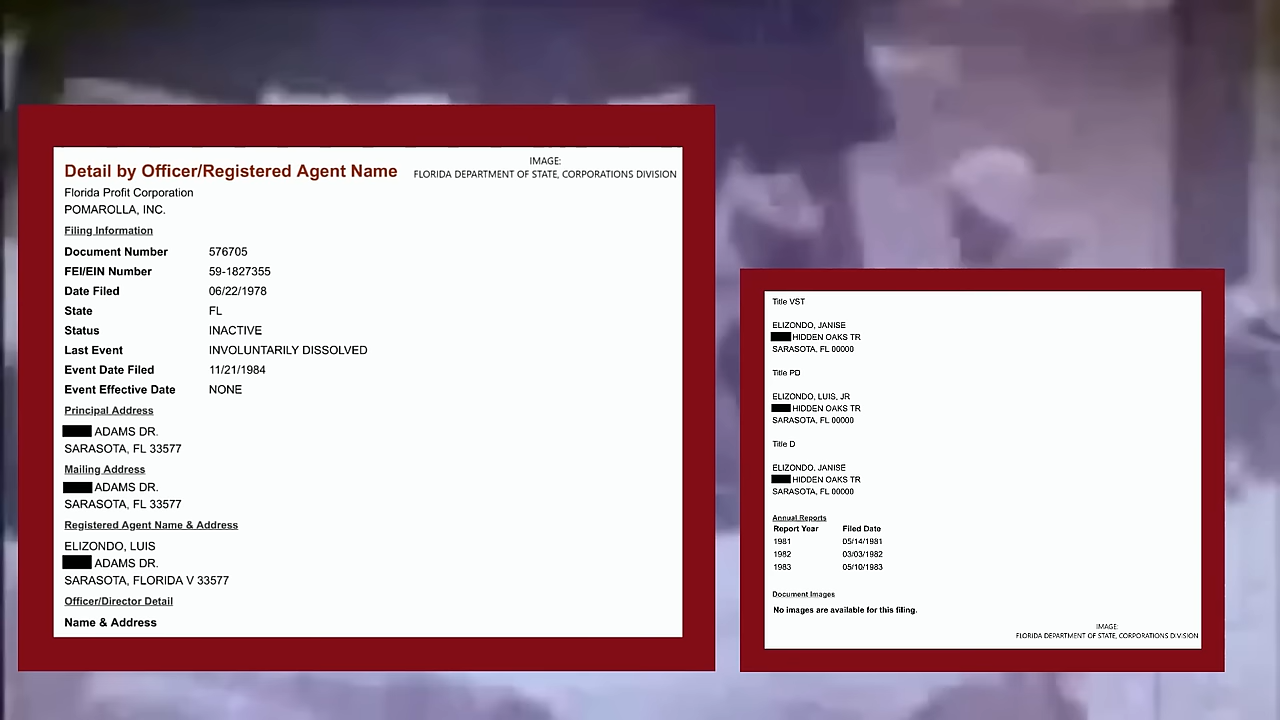 Detail by Officer/Registered Agent Name
IMAGE:
FLORIDA DEPARTMENT OF STATE, CORPORATIONS DIVISION
Florida Profit Corporation
POMAROLLA, INC.
Filing Information
Document Number 576705
FEI/EIN Number 59-1827355
Date Filed 06/22/1978
State FL
Status INACTIVE
Last Event INVOLUNTARILY DISSOLVED
Event Date Filed 11/21/1984
Event Effective Date NONE
Principal Address
ADAMS DR.
SARASOTA, FL 33577
Mailing Address
ADAMS DR.
SARASOTA, FL 33577
Registered Agent Name & Address
ELIZONDO, LUIS
ADAMS DR.
SARASOTA, FLORIDA V 33577
Officer/Director Detail
Name & Address
Title VST
ELIZONDO, JANISE
HIDDEN OAKS TR
SARASOTA, FL 00000
Title PD
ELIZONDO, LUIS, JR
HIDDEN OAKS TR
SARASOTA, FL 00000
Title D
ELIZONDO, JANISE
HIDDEN OAKS TR
SARASOTA, FL 00000
Annual Reports
Report Year Filed Date
1981 05/14/1981
1982 03/03/1982
1983 05/10/1983
Document Images
No images are available for this filing.
IMAGE:
FLORIDA DEPARTMENT OF STATE, CORPORATIONS DIVISION